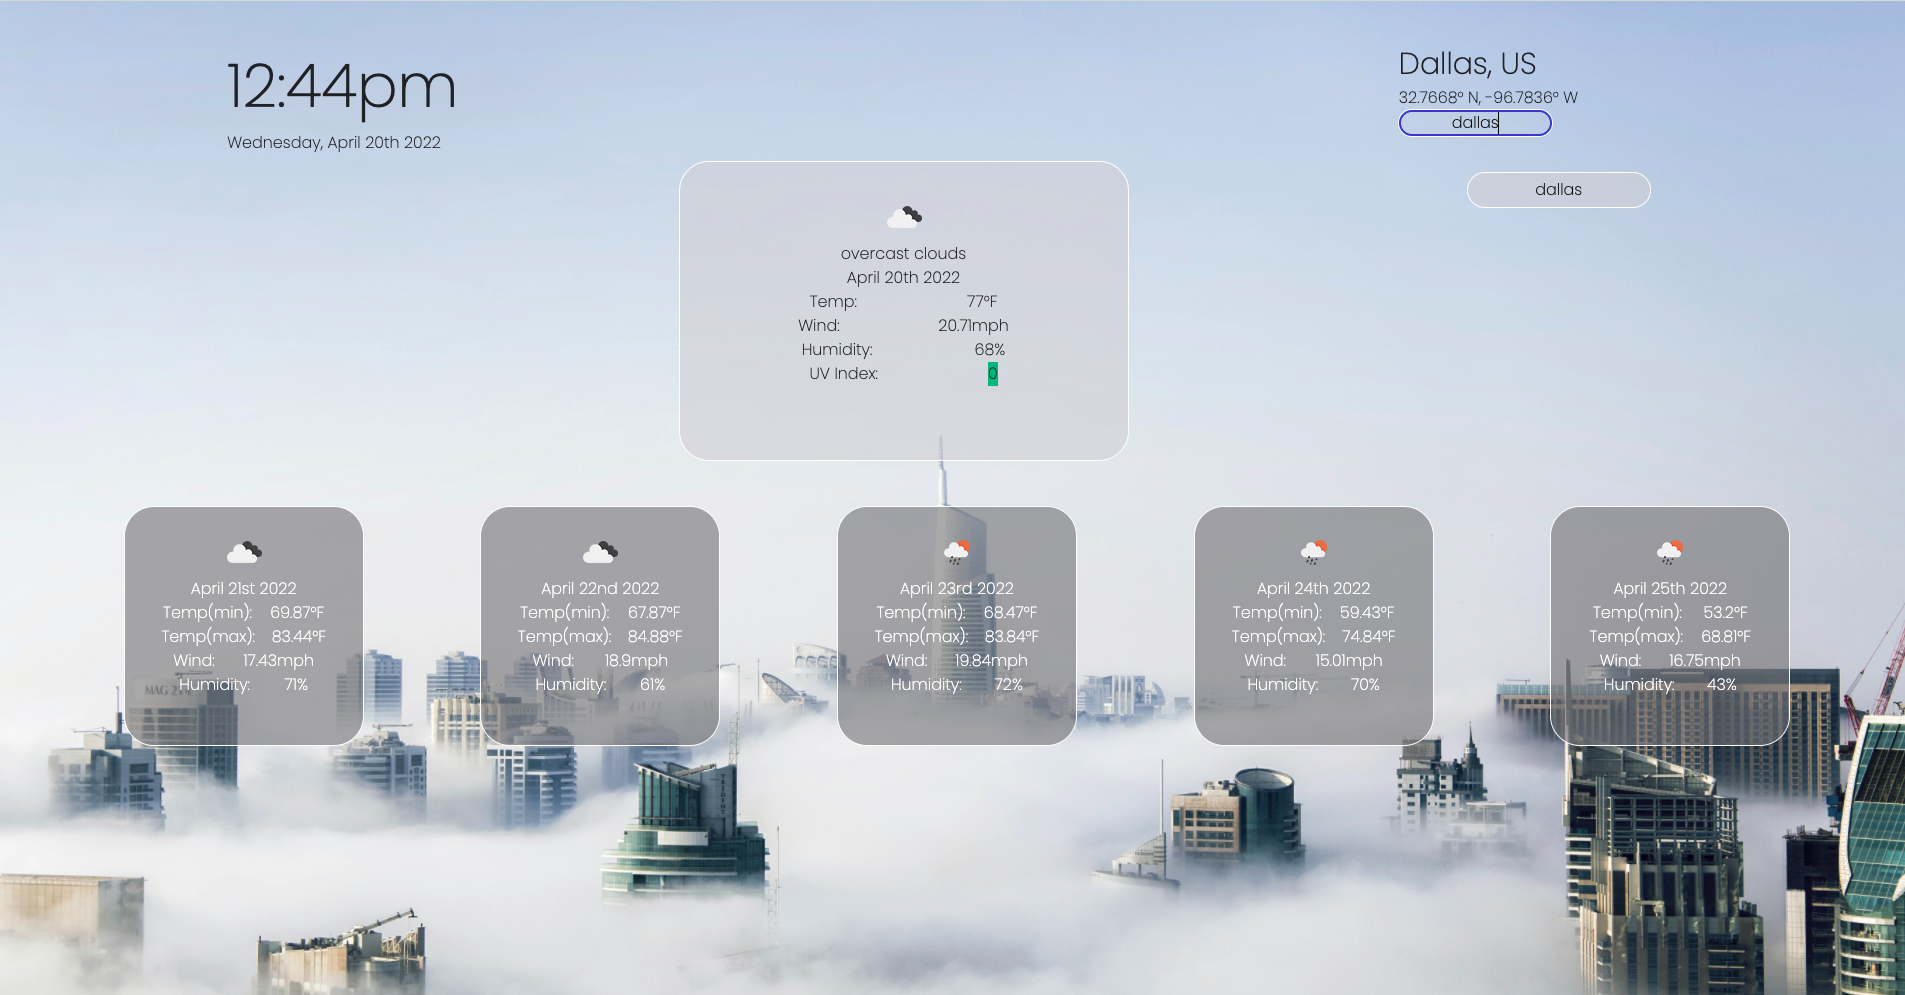 12:44pm
Wednesday, April 20th 2022
Dallas, US
32.7668° N, -96.7836° W
dallas
dallas
overcast clouds
April 20th 2022
Temp: 77°F
Wind: 20.71mph
Humidity: 68%
UV Index: 0
April 21st 2022
Temp(min): 69.87°F
Temp(max): 83.44°F
Wind: 17.43mph
Humidity: 71%
April 22nd 2022
Temp(min): 67.87°F
Temp(max): 84.88°F
Wind: 18.9mph
Humidity: 61%
April 23rd 2022
Temp(min): 68.47°F
Temp(max): 83.84°F
Wind: 19.84mph
Humidity: 72%
April 24th 2022
Temp(min): 59.43°F
Temp(max): 74.84°F
Wind: 15.01mph
Humidity: 70%
April 25th 2022
Temp(min): 53.2°F
Temp(max): 68.81°F
Wind: 16.75mph
Humidity: 43%
MAG